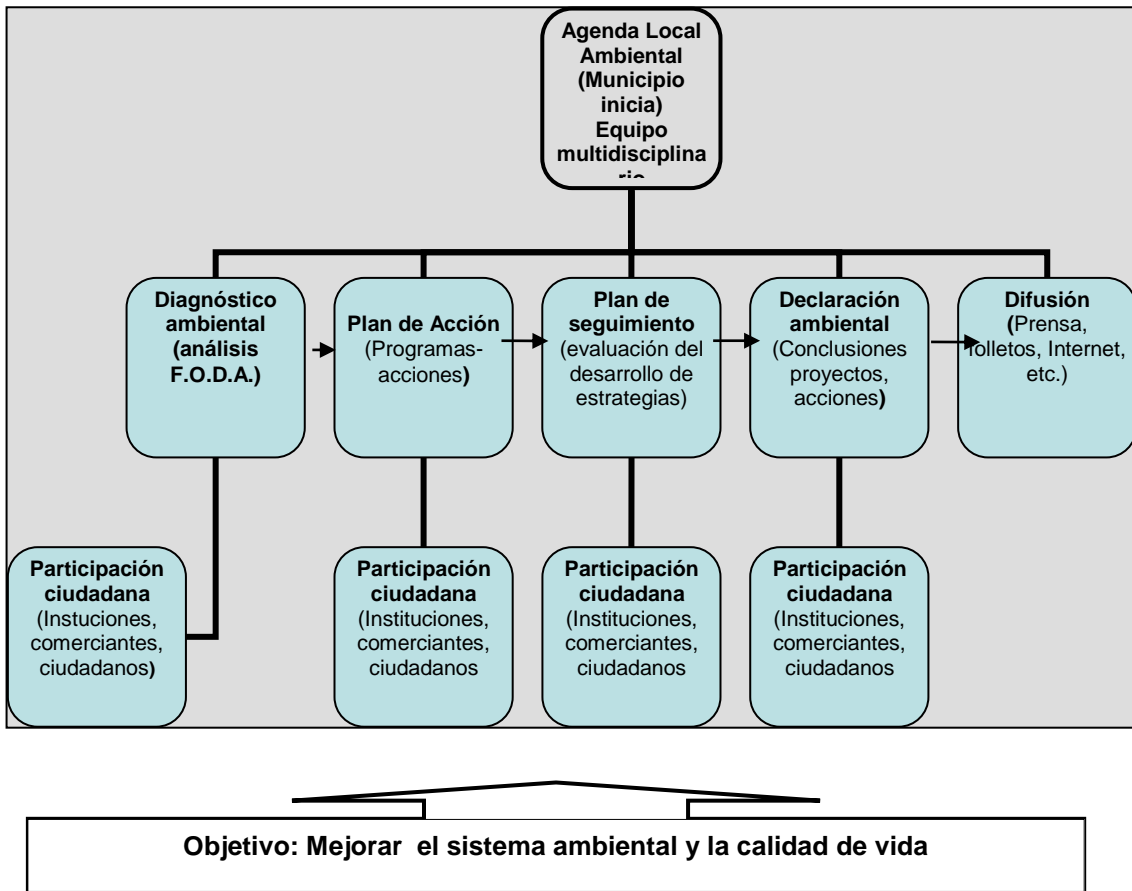 Agenda Local
Ambiental
(Municipio
inicia)
Equipo
multidisciplina
rio
Diagnóstico
ambiental
(análisis
F.O.D.A.)
Plan de Acción
(Programas-
acciones)
Plan de
seguimiento
(evaluación del
desarrollo de
estrategias)
Declaración
ambiental
(Conclusiones
proyectos,
acciones)
Difusión
(Prensa,
folletos, Internet,
etc.)
Participación
ciudadana
(Instuciones,
comerciantes,
ciudadanos)
Participación
ciudadana
(Instituciones,
comerciantes,
ciudadanos
Participación
ciudadana
(Instituciones,
comerciantes,
ciudadanos
Participación
ciudadana
(Instituciones,
comerciantes,
ciudadanos
Objetivo: Mejorar el sistema ambiental y la calidad de vida